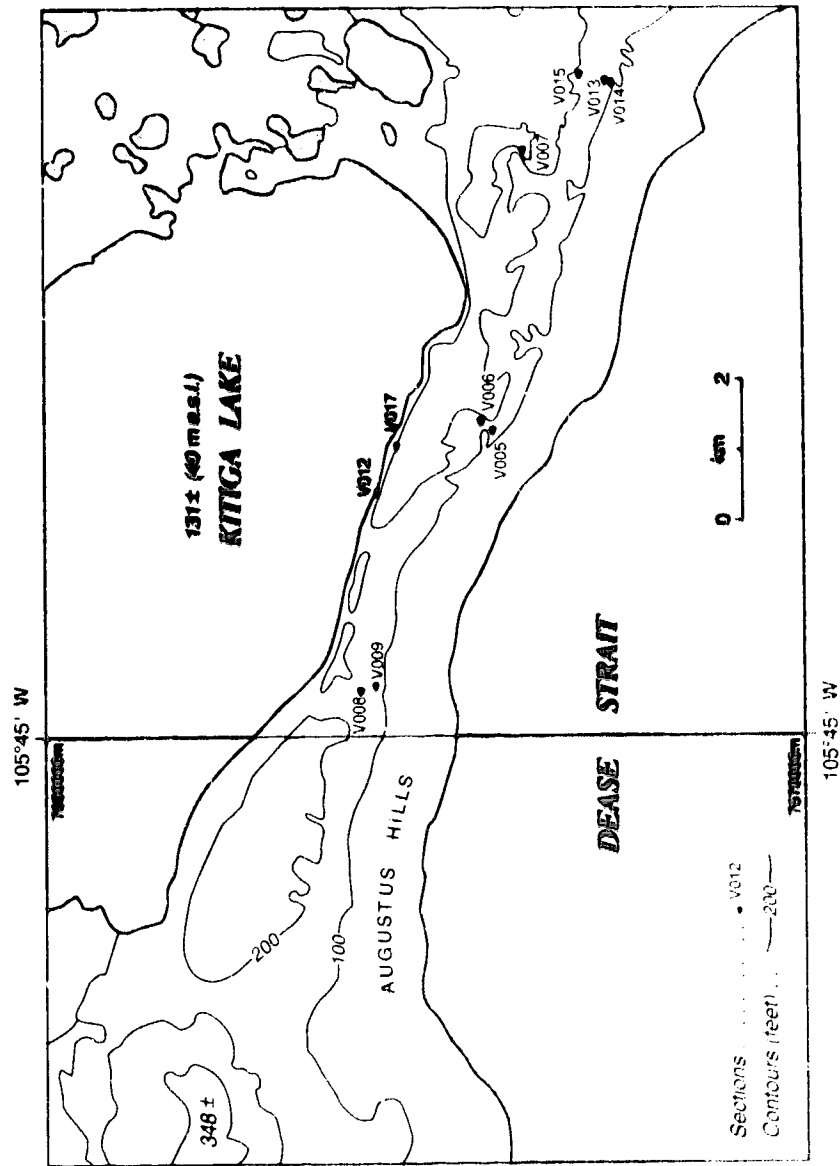 105°45' W
131± (40 m a.s.l.)
KITIGA LAKE
V015
V013
V014
V007
V006
V005
V017
V012
V009
V008
200
100
348 ±
AUGUSTUS HILLS
DEASE STRAIT
0 km 2
Sections V012
Contours (feet) 200
105°45' W